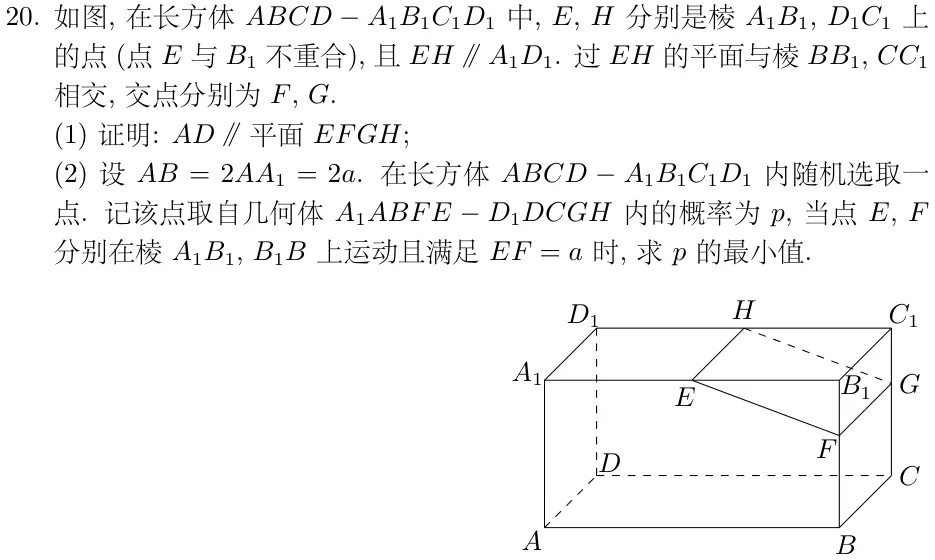 20. 如图, 在长方体 ABCD − A₁B₁C₁D₁ 中, E, H 分别是棱 A₁B₁, D₁C₁ 上
的点 (点 E 与 B₁ 不重合), 且 EH ∥ A₁D₁. 过 EH 的平面与棱 BB₁, CC₁
相交, 交点分别为 F, G.
(1) 证明: AD ∥ 平面 EFGH;
(2) 设 AB = 2AA₁ = 2a. 在长方体 ABCD − A₁B₁C₁D₁ 内随机选取一
点. 记该点取自几何体 A₁ABFE − D₁DCGH 内的概率为 p, 当点 E, F
分别在棱 A₁B₁, B₁B 上运动且满足 EF = a 时, 求 p 的最小值.
D₁ H C₁
A₁ E B₁ G
F
D C
A B